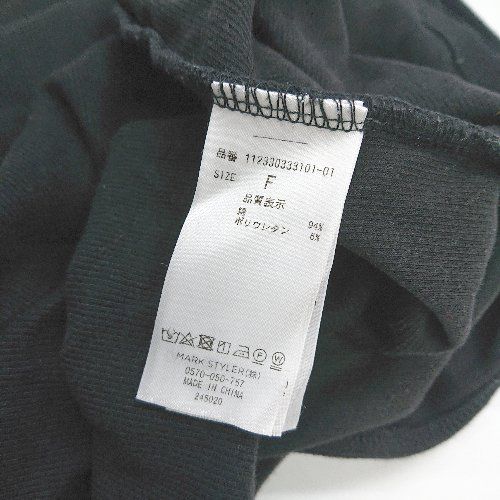 品番 112330333101-01
SIZE F
品質表示
綿 94%
ポリウレタン 6%
MARK STYLER(株)
0570-050-757
MADE IN CHINA
245020